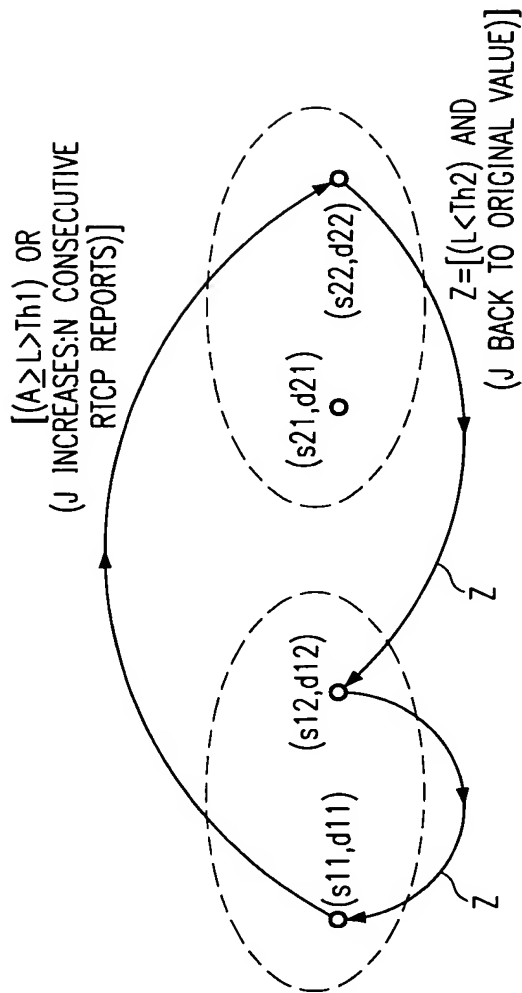 [(A≥L>Th1) OR
(J INCREASES:N CONSECUTIVE
RTCP REPORTS)]
(s11,d11)
(s12,d12)
(s21,d21)
(s22,d22)
Z
Z
Z=[(L<Th2) AND
(J BACK TO ORIGINAL VALUE)]